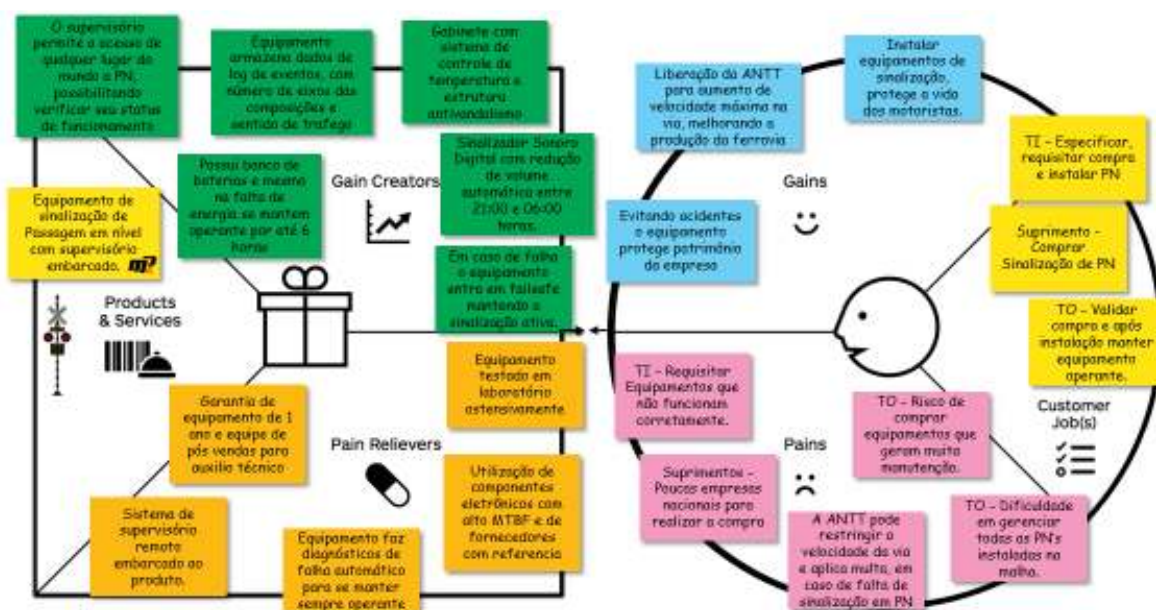 O supervisório
permite o acesso de
qualquer lugar do
mundo a PN,
possibilitando
verificar seu status
de funcionamento
Equipamento
armazena dados de
log de eventos, com
número de eixos das
composições e
sentido de trafego
Gabinete com
sistema de
controle de
temperatura e
estrutura
antivandalismo
Possui banco de
baterias e mesmo
na falta de
energia se mantem
operante por até 6
horas
Gain Creators
Sinalizador Sonoro
Digital com redução
de volume
automática entre
21:00 e 06:00
horas.
Em caso de falha
o equipamento
entra em failsafe
mantendo a
sinalização ativa.
Equipamento de
sinalização de
Passagem em nível
com supervisório
embarcado.
Products
& Services
Garantia de
equipamento de 1
ano e equipe de
pós vendas para
auxilio técnico
Pain Relievers
Equipamento
testado em
laboratório
ostensivamente
Sistema de
supervisório
remoto
embarcado ao
produto.
Equipamento faz
diagnósticos de
falha automático
para se manter
sempre operante
Utilização de
componentes
eletrônicos com
alto MTBF e de
fornecedores
com referencia
Liberação da ANTT
para aumento de
velocidade máxima na
via, melhorando a
produção da ferrovia
Instalar
equipamentos de
sinalização,
protege a vida
dos motoristas.
Gains
Evitando acidentes
o equipamento
protege patrimônio
da empresa
TI - Especificar,
requisitar compra
e instalar PN
Suprimento -
Comprar
Sinalização de PN
TO - Validar
compra e após
instalação manter
equipamento
operante.
Customer
Job(s)
TI - Requisitar
Equipamentos que
não funcionam
corretamente.
Pains
Suprimentos -
Poucas empresas
nacionais para
realizar a compra
A ANTT pode
restringir a
velocidade da via
e aplica multa, em
caso de falta de
sinalização em PN
TO - Risco de
comprar
equipamentos que
geram muita
manutenção.
TO - Dificuldade
em gerenciar
todas as PN's
instaladas na
malha.